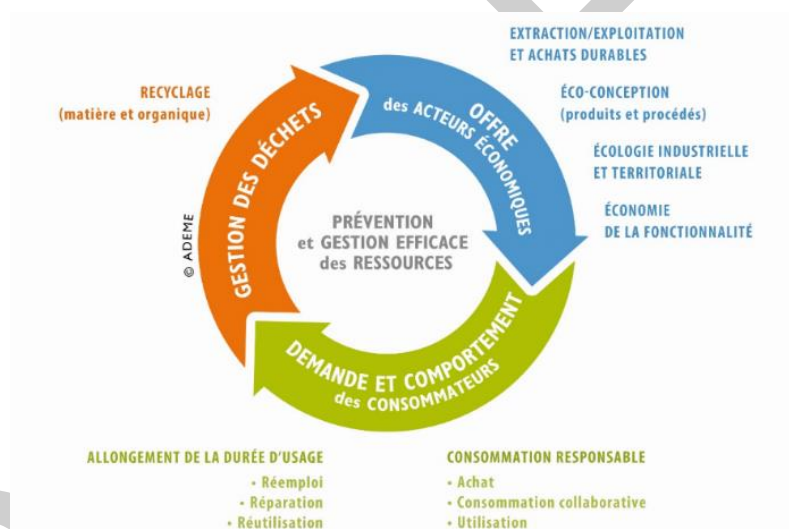 EXTRACTION/EXPLOITATION
ET ACHATS DURABLES
RECYCLAGE
(matière et organique)
ÉCO-CONCEPTION
(produits et procédés)
ÉCOLOGIE INDUSTRIELLE
ET TERRITORIALE
ÉCONOMIE
DE LA FONCTIONNALITÉ
OFFRE
des ACTEURS ÉCONOMIQUES
GESTION DES DÉCHETS
© ADEME
PRÉVENTION
et GESTION EFFICACE
des RESSOURCES
DEMANDE ET COMPORTEMENT
des CONSOMMATEURS
ALLONGEMENT DE LA DURÉE D'USAGE
• Réemploi
• Réparation
• Réutilisation
CONSOMMATION RESPONSABLE
• Achat
• Consommation collaborative
• Utilisation